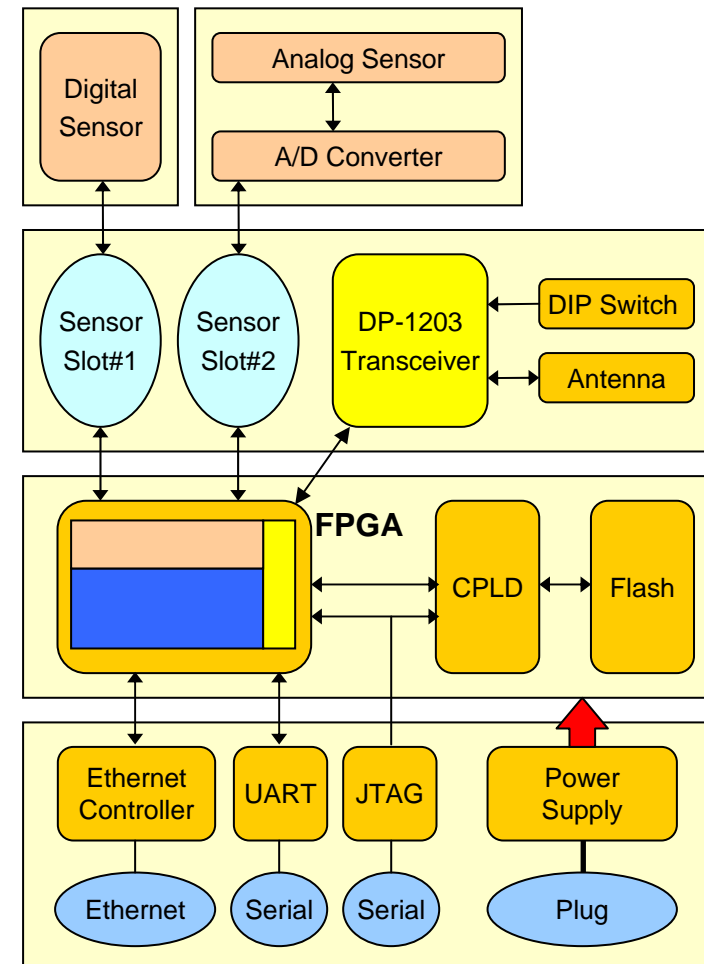 Digital
Sensor
Analog Sensor
A/D Converter
Sensor
Slot#1
Sensor
Slot#2
DP-1203
Transceiver
DIP Switch
Antenna
FPGA
CPLD
Flash
Ethernet
Controller
UART
JTAG
Power
Supply
Ethernet
Serial
Serial
Plug